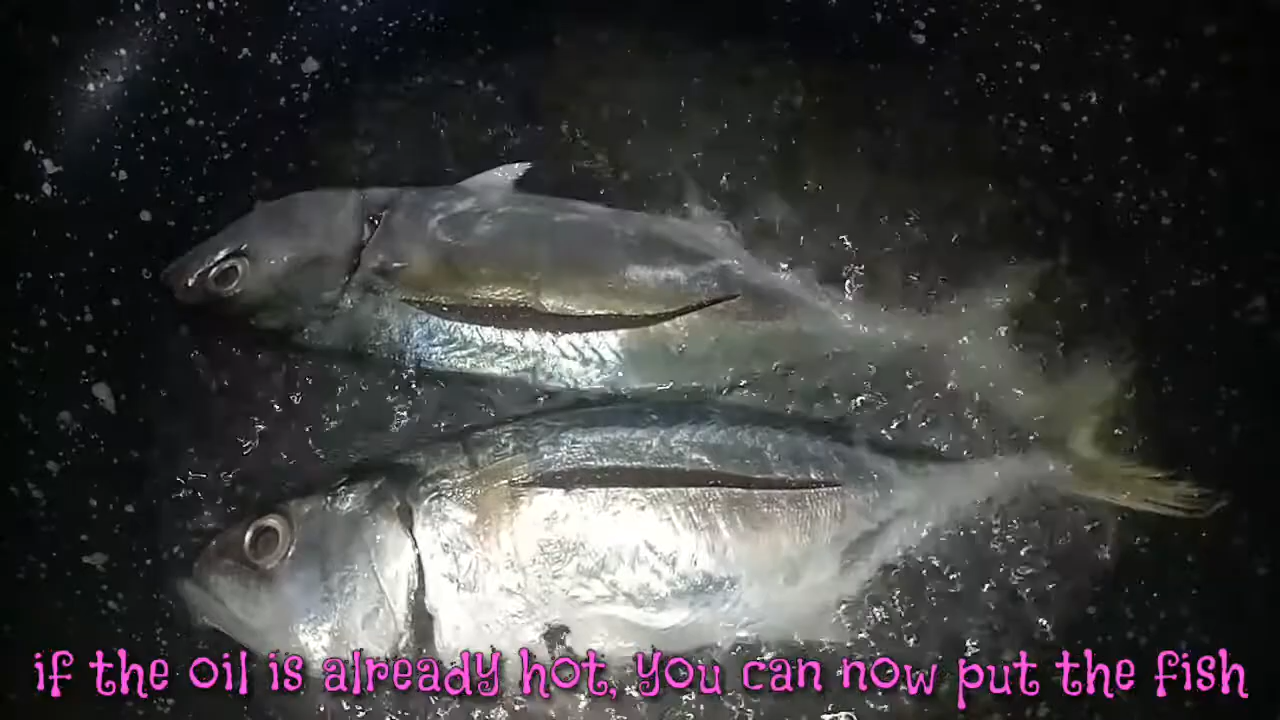 if the oil is already hot, you can now put the fish